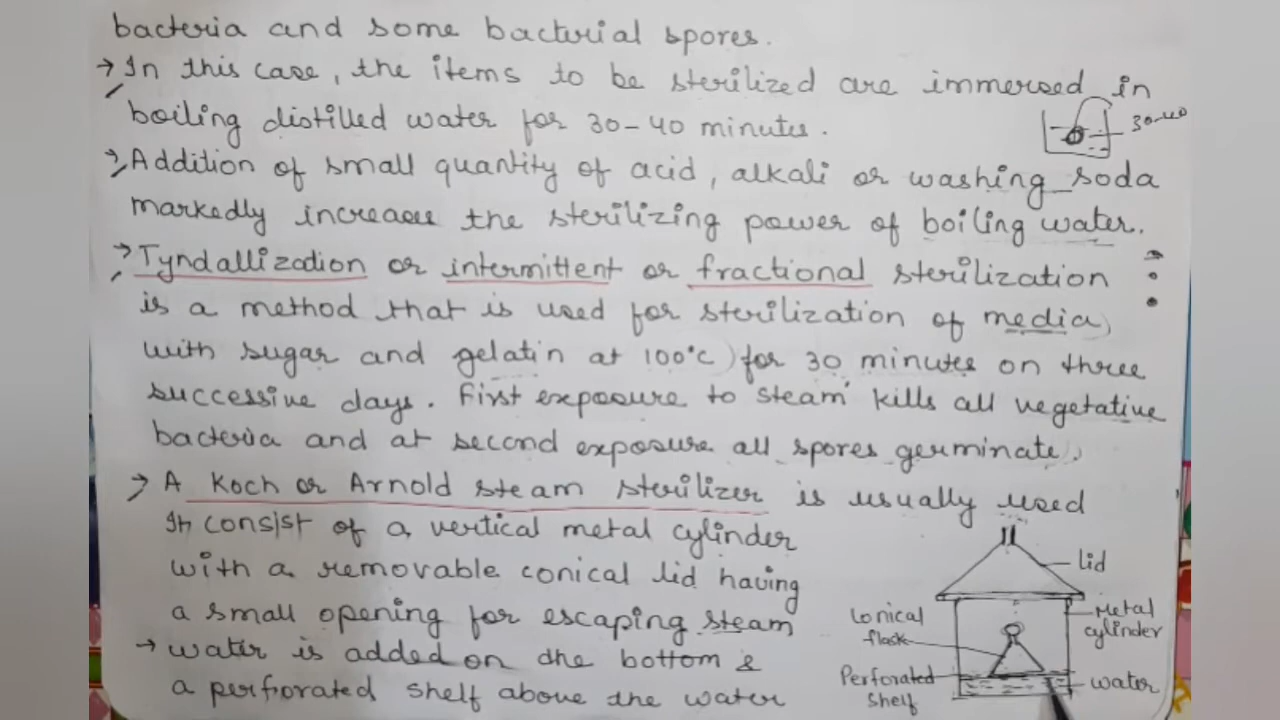 bacteria and some bacterial spores.
→ In this case, the items to be sterilized are immersed in
boiling distilled water for 30-40 minutes.
30-40
→ Addition of small quantity of acid, alkali or washing soda
markedly increases the sterilizing power of boiling water.
→ Tyndallization or intermittent or fractional sterilization
is a method that is used for sterilization of media,
with sugar and gelatin at 100°C) for 30 minutes on three
successive days. First exposure to steam kills all vegetative
bacteria and at second exposure all spores germinate.
→ A Koch or Arnold steam sterilizer is usually used
It consist of a vertical metal cylinder
with a removable conical lid having
a small opening for escaping steam
→ water is added on the bottom &
a perforated shelf above the water
lid
Conical
flask
Metal
cylinder
Perforated
Shelf
water